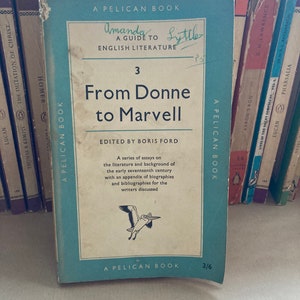 A PELICAN BOOK
Amanda Lyttle
A GUIDE TO
ENGLISH LITERATURE
3
From Donne
to Marvell
EDITED BY BORIS FORD
A series of essays on
the literature and background of
the early seventeenth century
with an appendix of biographies
and bibliographies for the
writers discussed
A PELICAN BOOK
A PELICAN BOOK
A PELICAN BOOK
2/6